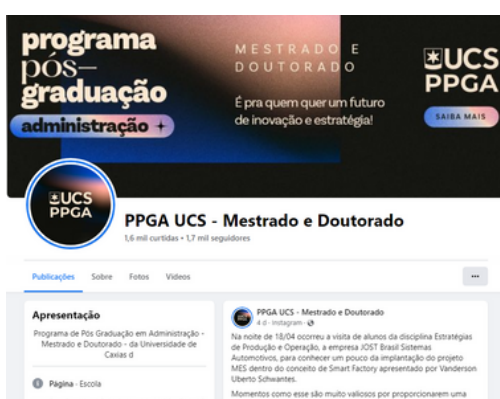 programa
pós-
graduação
administração +
MESTRADO E
DOUTORADO
É pra quem quer um futuro
de inovação e estratégia!
UCS
PPGA
SAIBA MAIS
UCS
PPGA
PPGA UCS - Mestrado e Doutorado
1,6 mil curtidas • 1,7 mil seguidores
Publicações Sobre Fotos Vídeos
Apresentação
Programa de Pós Graduação em Administração -
Mestrado e Doutorado - da Universidade de
Caxias d
Página · Escola
PPGA UCS - Mestrado e Doutorado
4 d · Instagram ·
Na noite de 18/04 ocorreu a visita de alunos da disciplina Estratégias
de Produção e Operação, a empresa JOST Brasil Sistemas
Automotivos, para conhecer um pouco da implantação do projeto
MES dentro do conceito de Smart Factory apresentado por Vanderson
Uberto Schwantes.
Momentos como esse são muito valiosos por proporcionarem uma